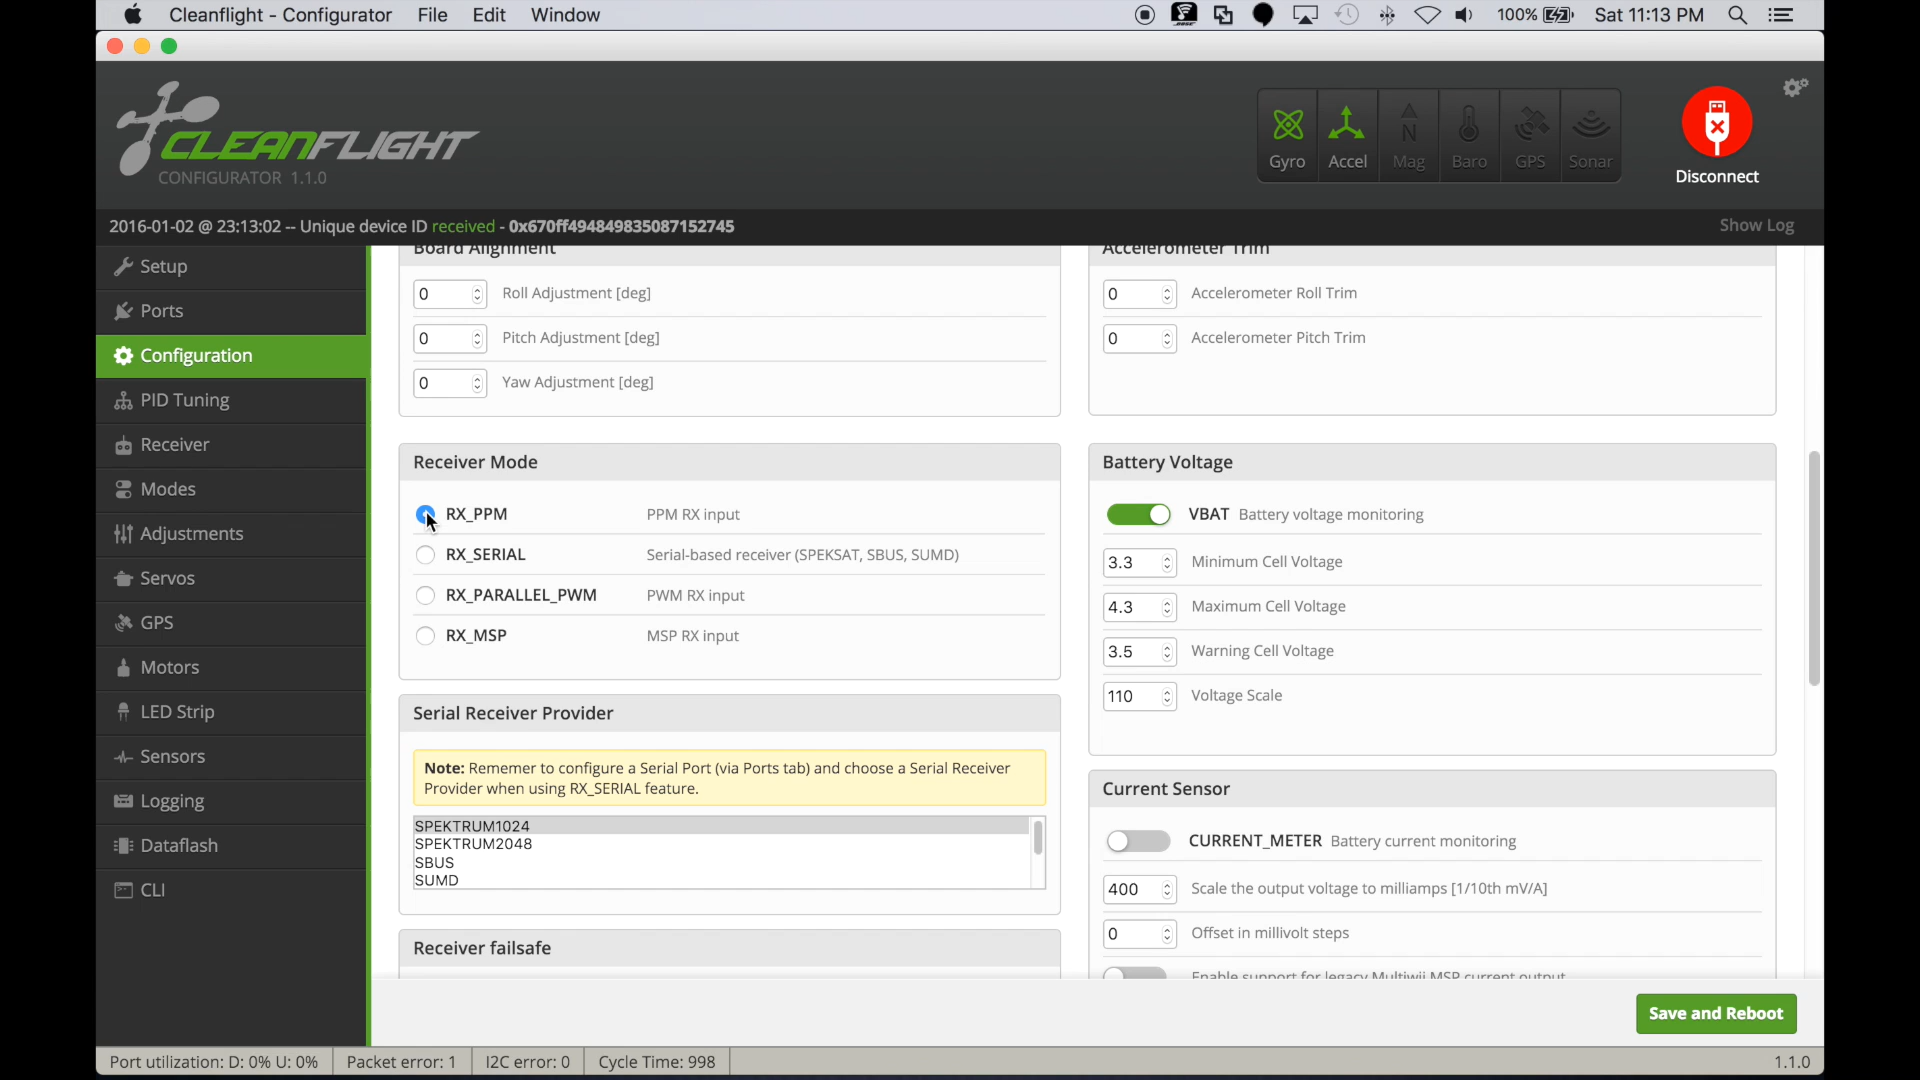 Cleanflight - Configurator File Edit Window 100% Sat 11:13 PM
CLEANFLIGHT
CONFIGURATOR 1.1.0
Gyro Accel Mag Baro GPS Sonar
Disconnect
2016-01-02 @ 23:13:02 -- Unique device ID received - 0x670ff494849835087152745
Show Log
Setup
Ports
Configuration
PID Tuning
Receiver
Modes
Adjustments
Servos
GPS
Motors
LED Strip
Sensors
Logging
Dataflash
CLI
Board Alignment
0 Roll Adjustment [deg]
0 Pitch Adjustment [deg]
0 Yaw Adjustment [deg]
Accelerometer Trim
0 Accelerometer Roll Trim
0 Accelerometer Pitch Trim
Receiver Mode
RX_PPM PPM RX input
RX_SERIAL Serial-based receiver (SPEKSAT, SBUS, SUMD)
RX_PARALLEL_PWM PWM RX input
RX_MSP MSP RX input
Serial Receiver Provider
Note: Rememer to configure a Serial Port (via Ports tab) and choose a Serial Receiver
Provider when using RX_SERIAL feature.
SPEKTRUM1024
SPEKTRUM2048
SBUS
SUMD
Receiver failsafe
Battery Voltage
VBAT Battery voltage monitoring
3.3 Minimum Cell Voltage
4.3 Maximum Cell Voltage
3.5 Warning Cell Voltage
110 Voltage Scale
Current Sensor
CURRENT_METER Battery current monitoring
400 Scale the output voltage to milliamps [1/10th mV/A]
0 Offset in millivolt steps
Enable support for legacy Multiwii MSP current output
Save and Reboot
Port utilization: D: 0% U: 0% Packet error: 1 I2C error: 0 Cycle Time: 998 1.1.0